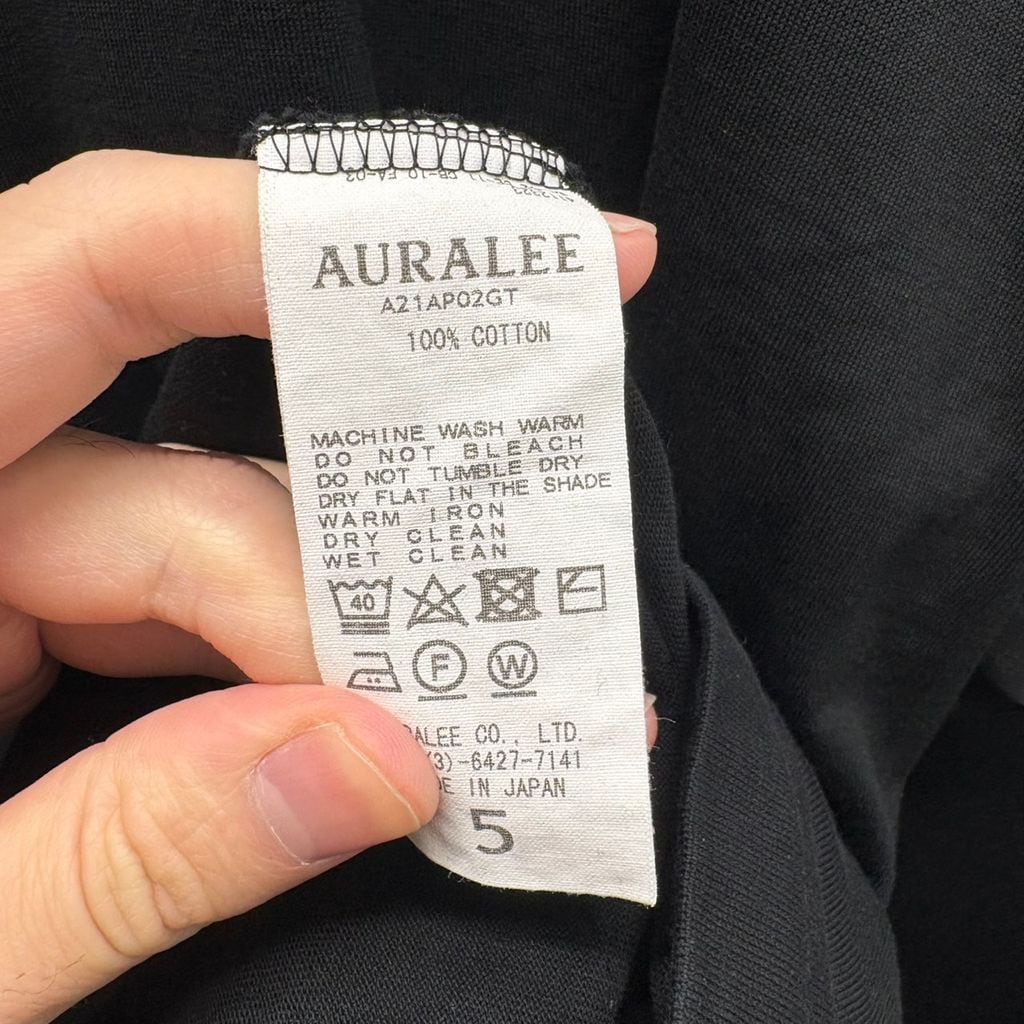 AURALEE
A21AP02GT
100% COTTON
MACHINE WASH WARM
DO NOT BLEACH
DO NOT TUMBLE DRY
DRY FLAT IN THE SHADE
WARM IRON
DRY CLEAN
WET CLEAN
40
F W
CO., LTD.
-6427-7141
IN JAPAN
5